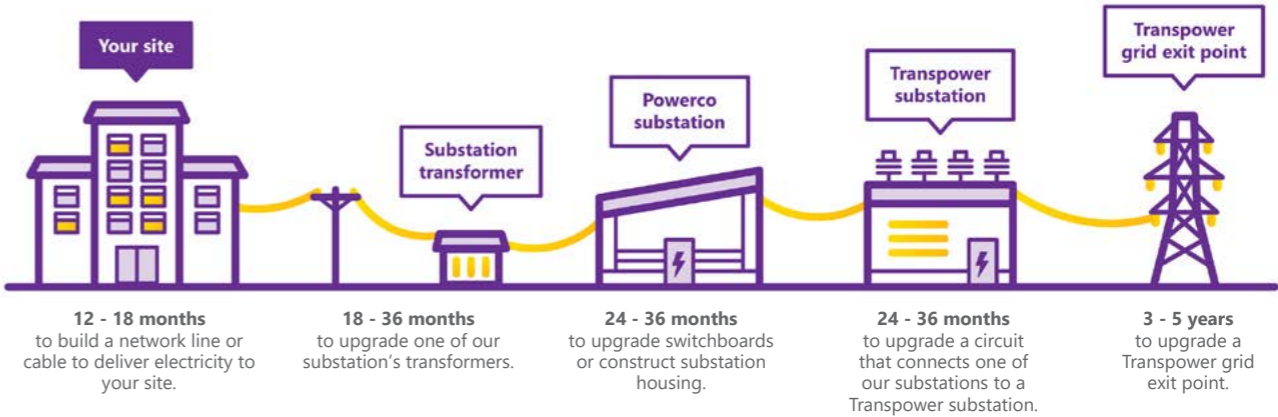 Your site
Substation
transformer
Powerco
substation
Transpower
substation
Transpower
grid exit point
12 - 18 months
to build a network line or
cable to deliver electricity to
your site.
18 - 36 months
to upgrade one of our
substation's transformers.
24 - 36 months
to upgrade switchboards
or construct substation
housing.
24 - 36 months
to upgrade a circuit
that connects one of
our substations to a
Transpower substation.
3 - 5 years
to upgrade a
Transpower grid
exit point.